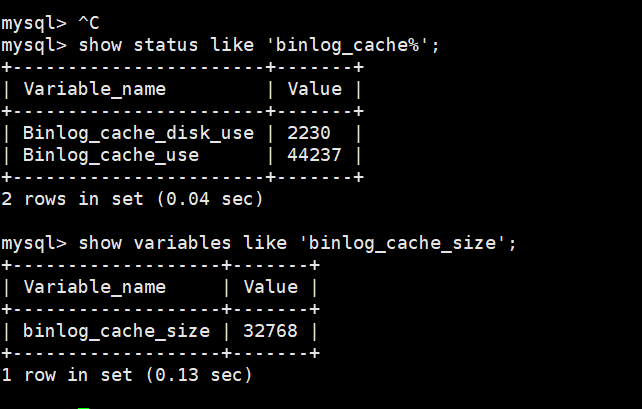 mysql> ^C
mysql> show status like 'binlog_cache%';
+-----------------------+-------+
| Variable_name         | Value |
+-----------------------+-------+
| Binlog_cache_disk_use | 2230  |
| Binlog_cache_use      | 44237 |
+-----------------------+-------+
2 rows in set (0.04 sec)

mysql> show variables like 'binlog_cache_size';
+-------------------+-------+
| Variable_name     | Value |
+-------------------+-------+
| binlog_cache_size | 32768 |
+-------------------+-------+
1 row in set (0.13 sec)